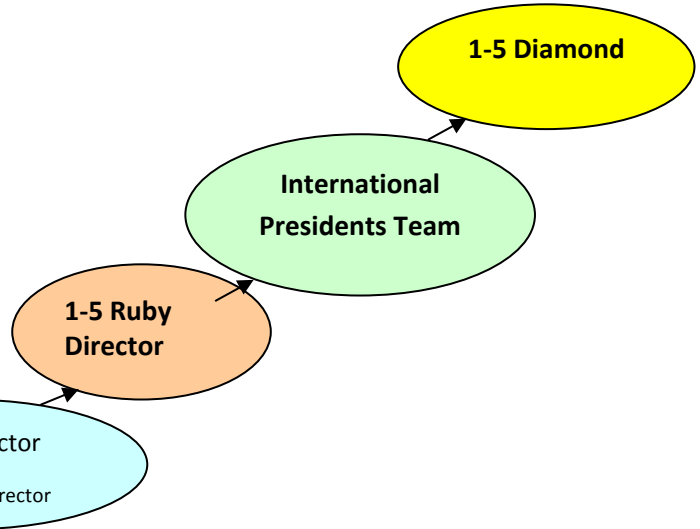 1-5 Diamond
International
Presidents Team
1-5 Ruby
Director